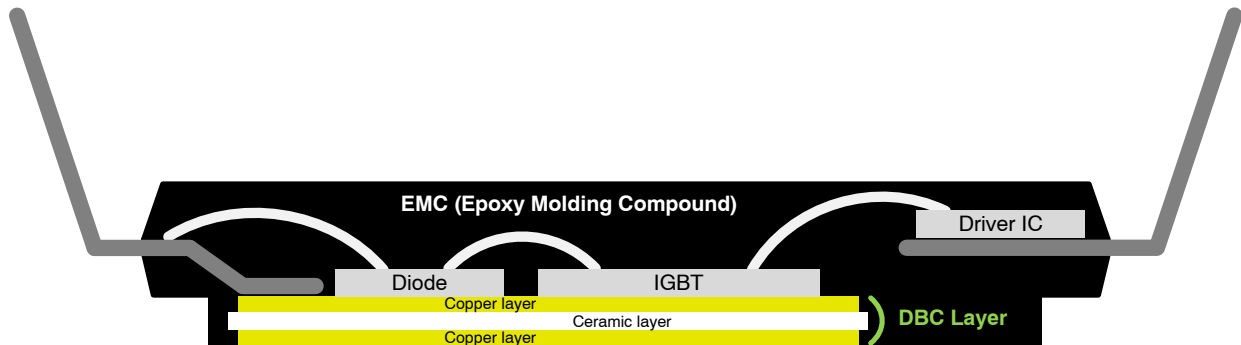 EMC (Epoxy Molding Compound)
Driver IC
Diode
IGBT
Copper layer
Ceramic layer
DBC Layer
Copper layer